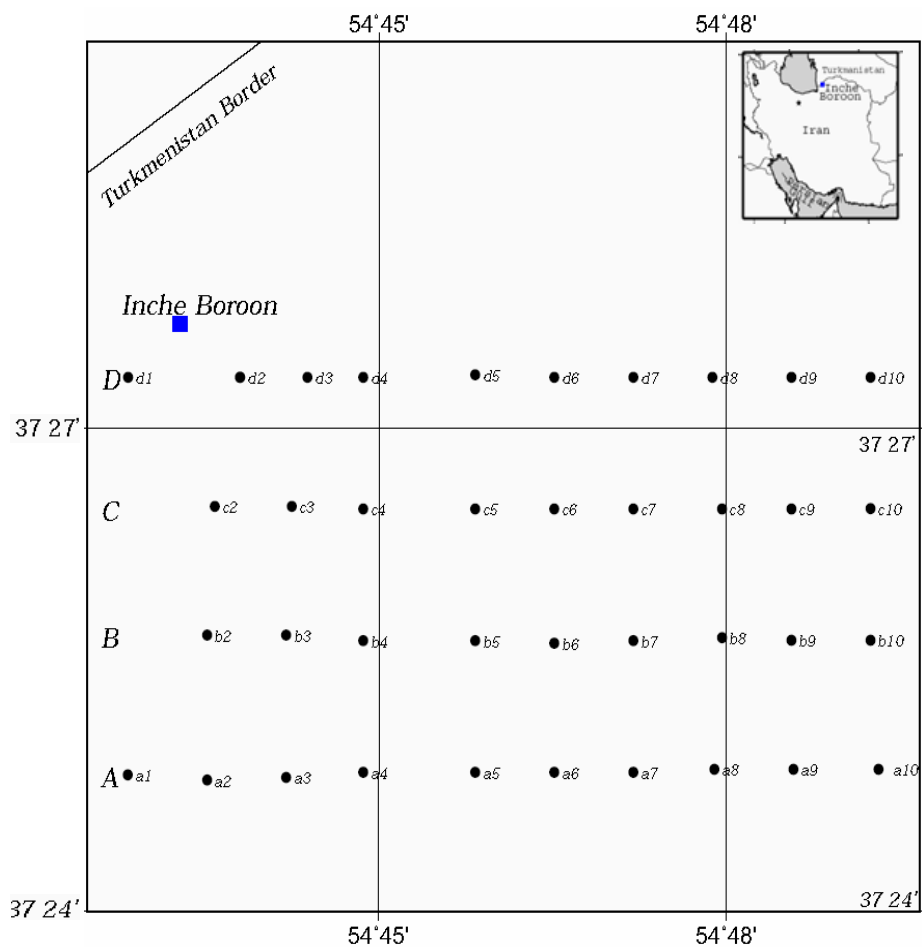 54°45' 54°48'
Turkmenistan Border
Turkmenistan
Inche
Boroon
Iran
Inche Boroon
D d1 d2 d3 d4 d5 d6 d7 d8 d9 d10
37 27' 37 27'
C c2 c3 c4 c5 c6 c7 c8 c9 c10
B b2 b3 b4 b5 b6 b7 b8 b9 b10
A a1 a2 a3 a4 a5 a6 a7 a8 a9 a10
37 24' 37 24'
54°45' 54°48'